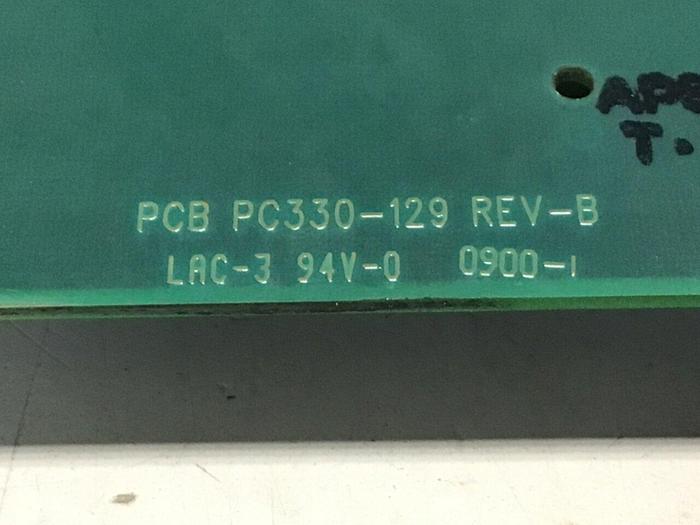 T.
PCB PC330-129 REV-B
LAC-3 94V-0 0900-1